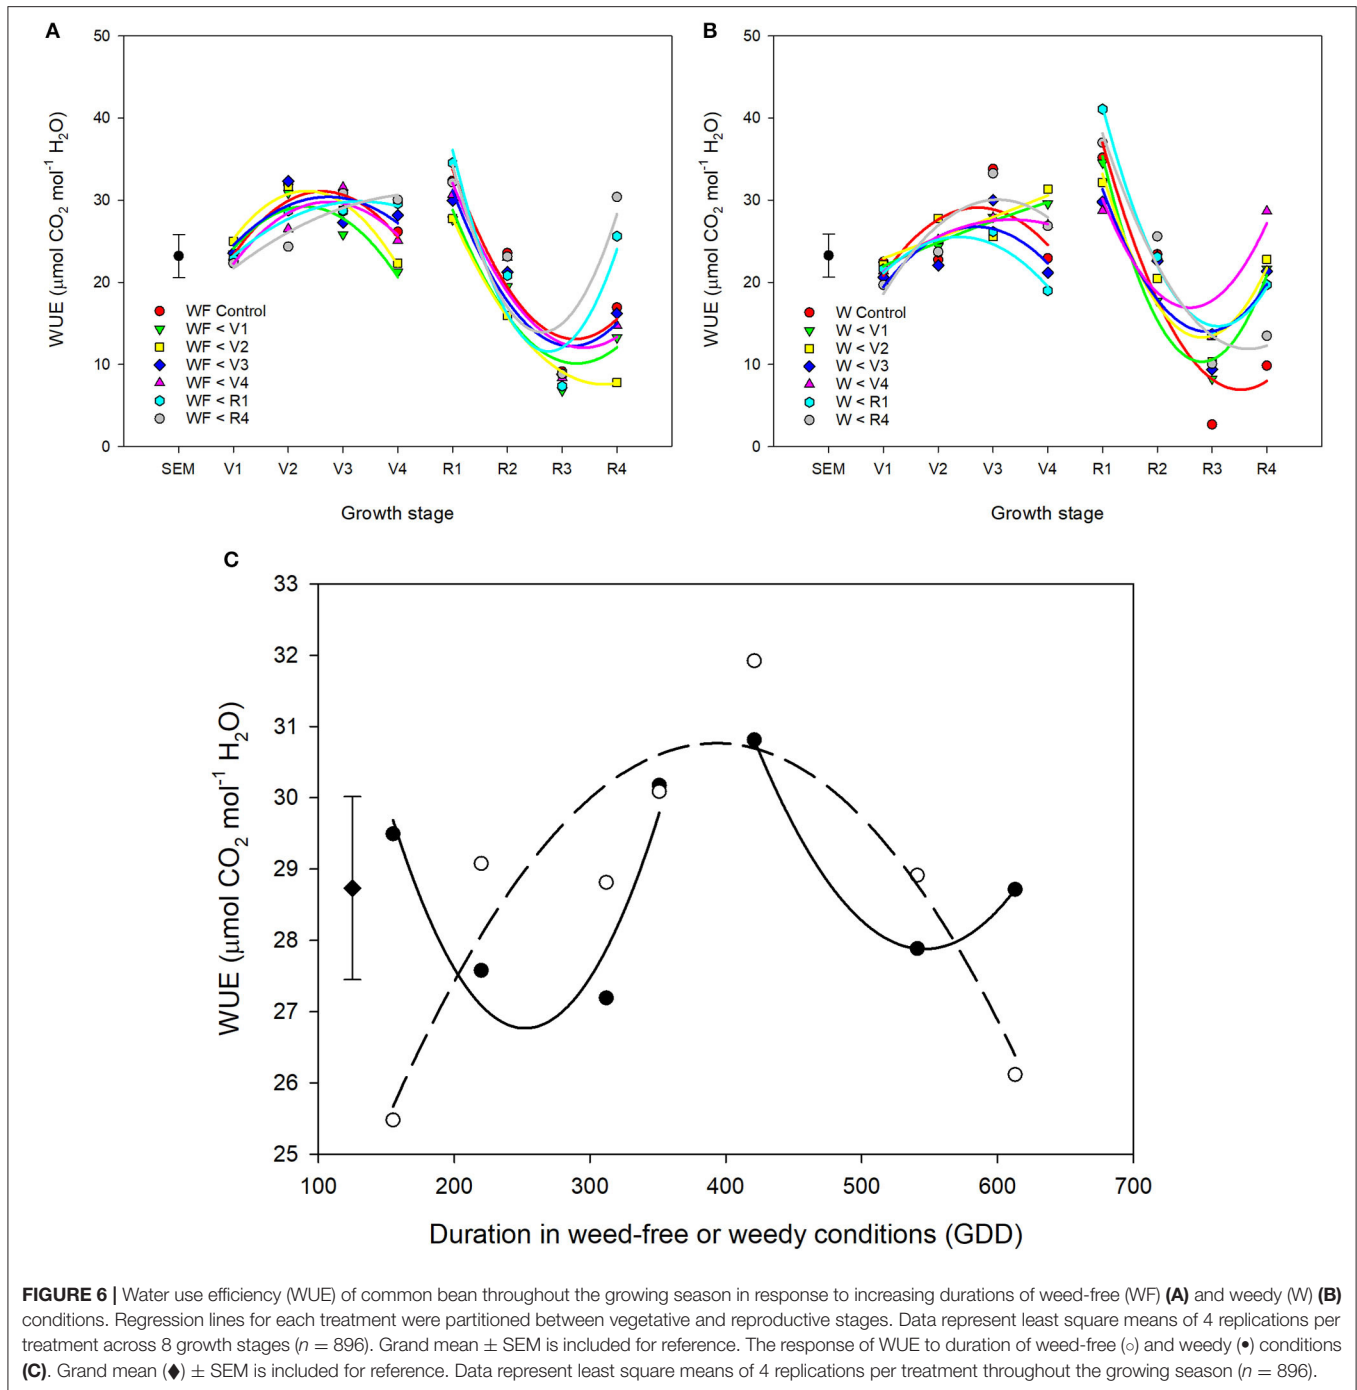 A
50
40
30
20
10
0
WUE (μmol CO2 mol-1 H2O)
WF Control
WF < V1
WF < V2
WF < V3
WF < V4
WF < R1
WF < R4
SEM V1 V2 V3 V4 R1 R2 R3 R4
Growth stage
B
50
40
30
20
10
0
WUE (μmol CO2 mol-1 H2O)
W Control
W < V1
W < V2
W < V3
W < V4
W < R1
W < R4
SEM V1 V2 V3 V4 R1 R2 R3 R4
Growth stage
C
33
32
31
30
29
28
27
26
25
WUE (μmol CO2 mol-1 H2O)
100 200 300 400 500 600 700
Duration in weed-free or weedy conditions (GDD)
FIGURE 6 | Water use efficiency (WUE) of common bean throughout the growing season in response to increasing durations of weed-free (WF) (A) and weedy (W) (B)
conditions. Regression lines for each treatment were partitioned between vegetative and reproductive stages. Data represent least square means of 4 replications per
treatment across 8 growth stages (n = 896). Grand mean ± SEM is included for reference. The response of WUE to duration of weed-free (○) and weedy (●) conditions
(C). Grand mean (◆) ± SEM is included for reference. Data represent least square means of 4 replications per treatment throughout the growing season (n = 896).